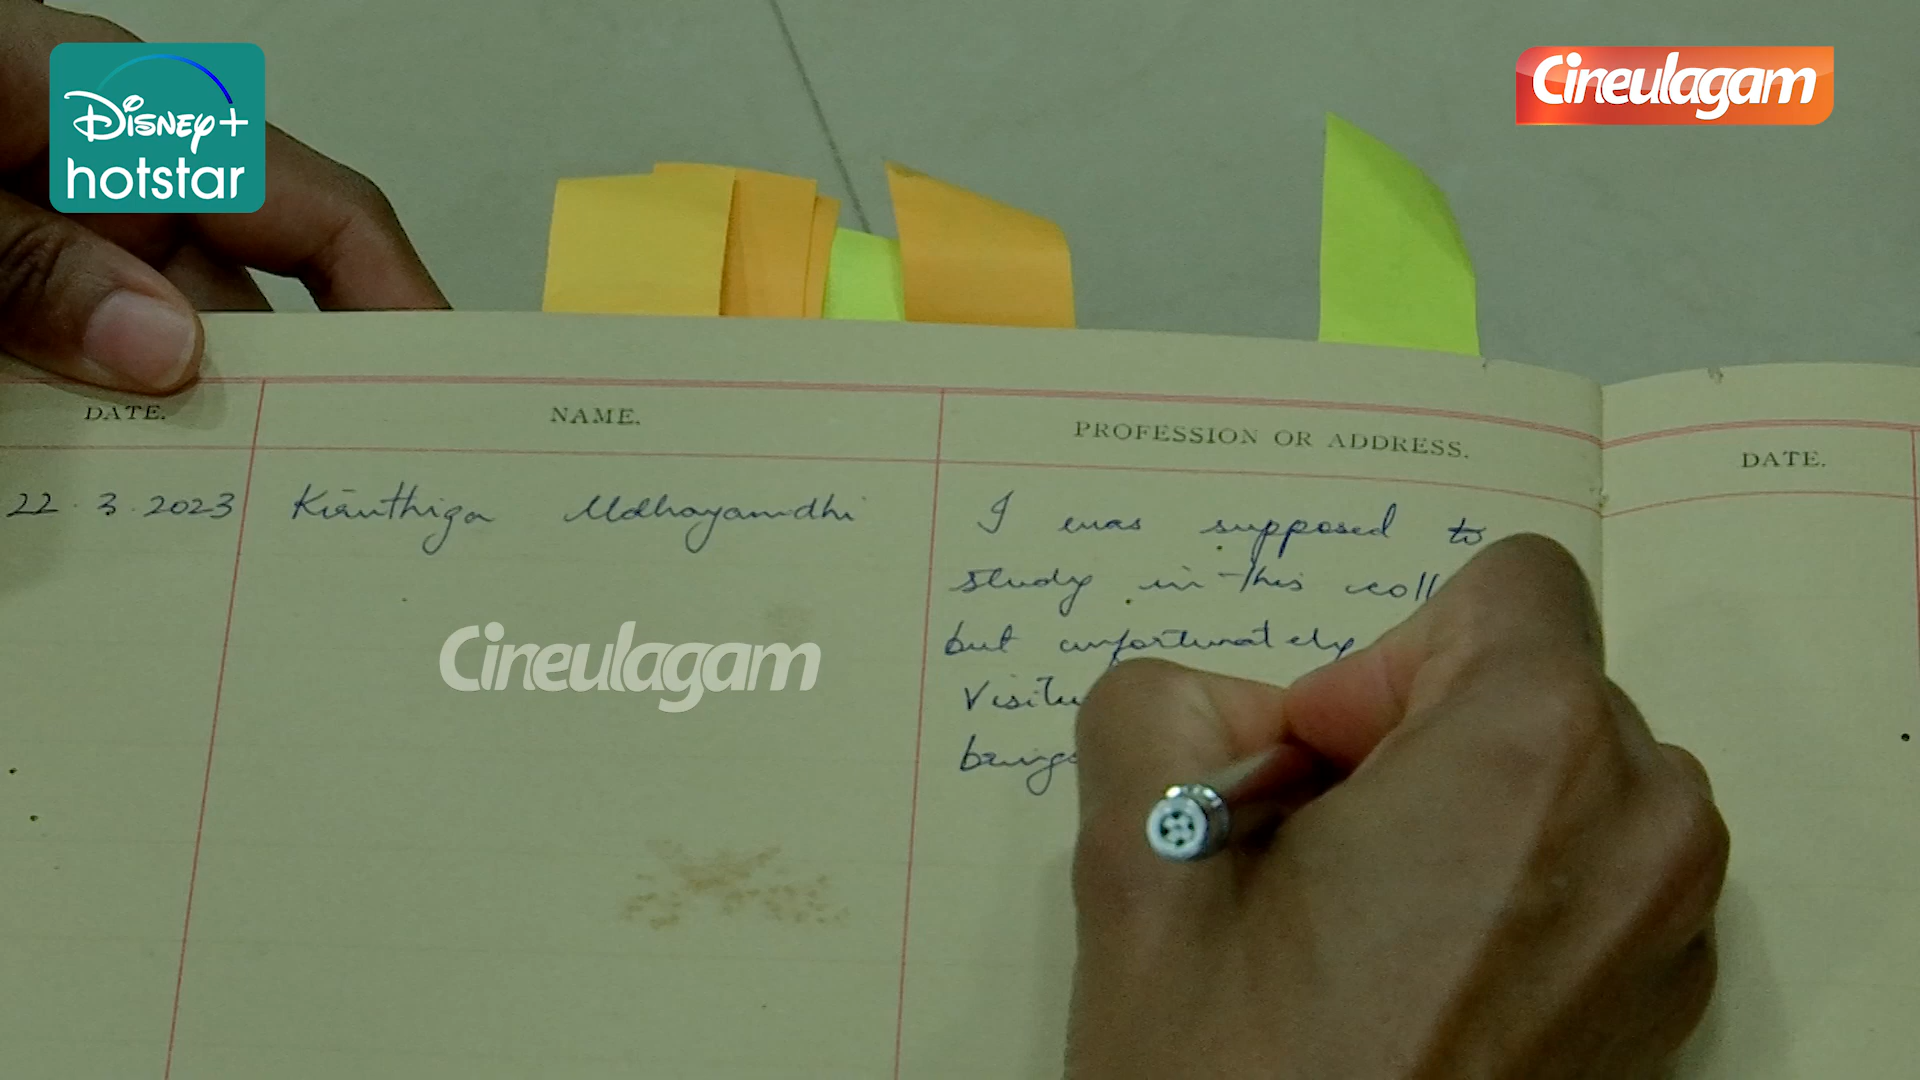 Disney+
hotstar
Cineulagam
DATE.
NAME.
PROFESSION OR ADDRESS.
DATE.
22.3.2023
Kiruthiga Udhayanidhi
I was supposed to
study in this coll
but unfortunately
Cineulagam